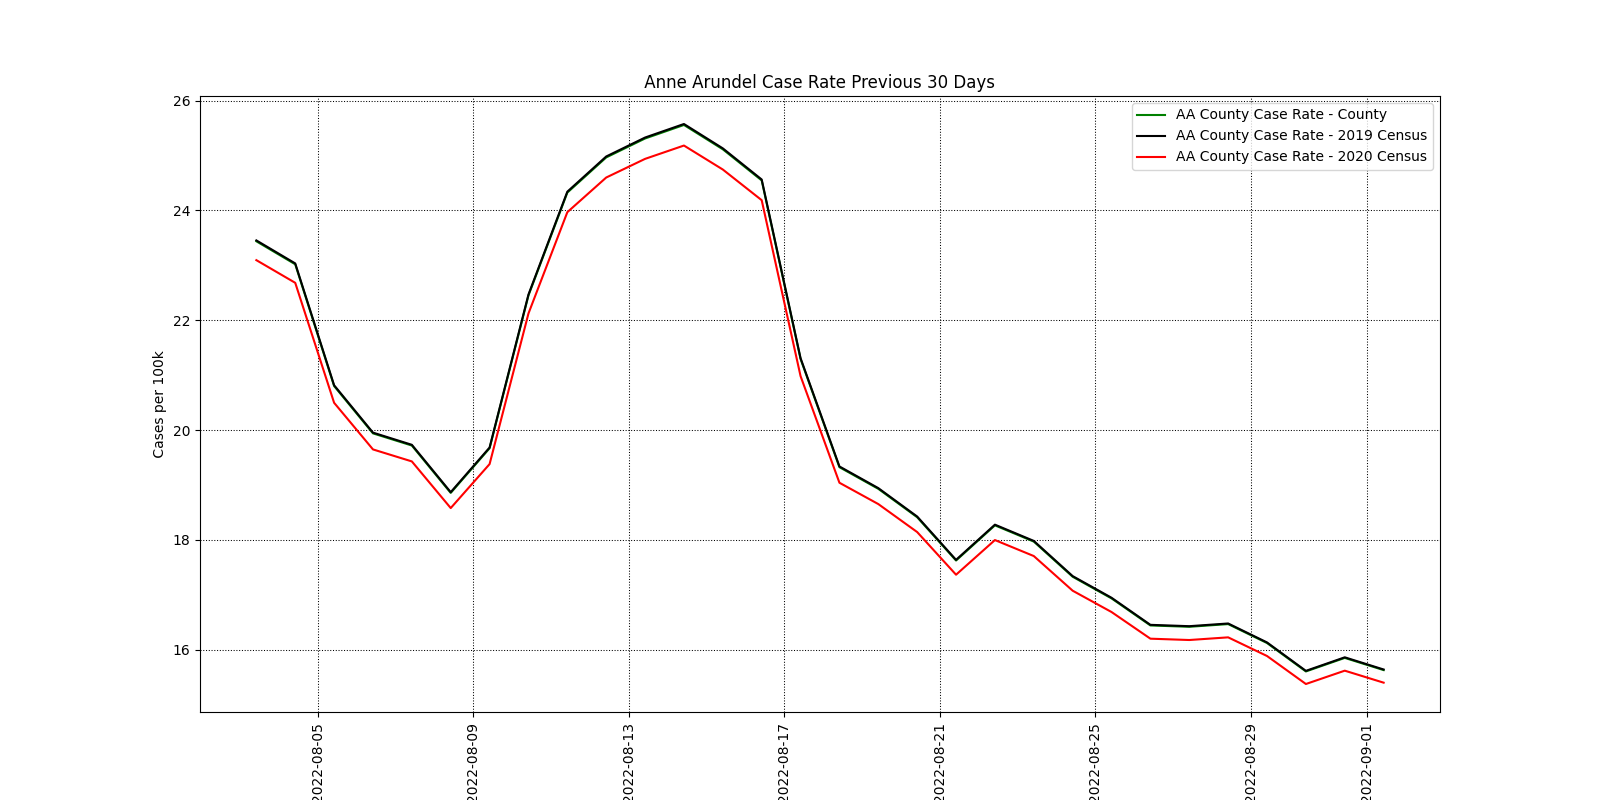 Anne Arundel Case Rate Previous 30 Days
AA County Case Rate - County
AA County Case Rate - 2019 Census
AA County Case Rate - 2020 Census
Cases per 100k
26
24
22
20
18
16
2022-08-05
2022-08-09
2022-08-13
2022-08-17
2022-08-21
2022-08-25
2022-08-29
2022-09-01